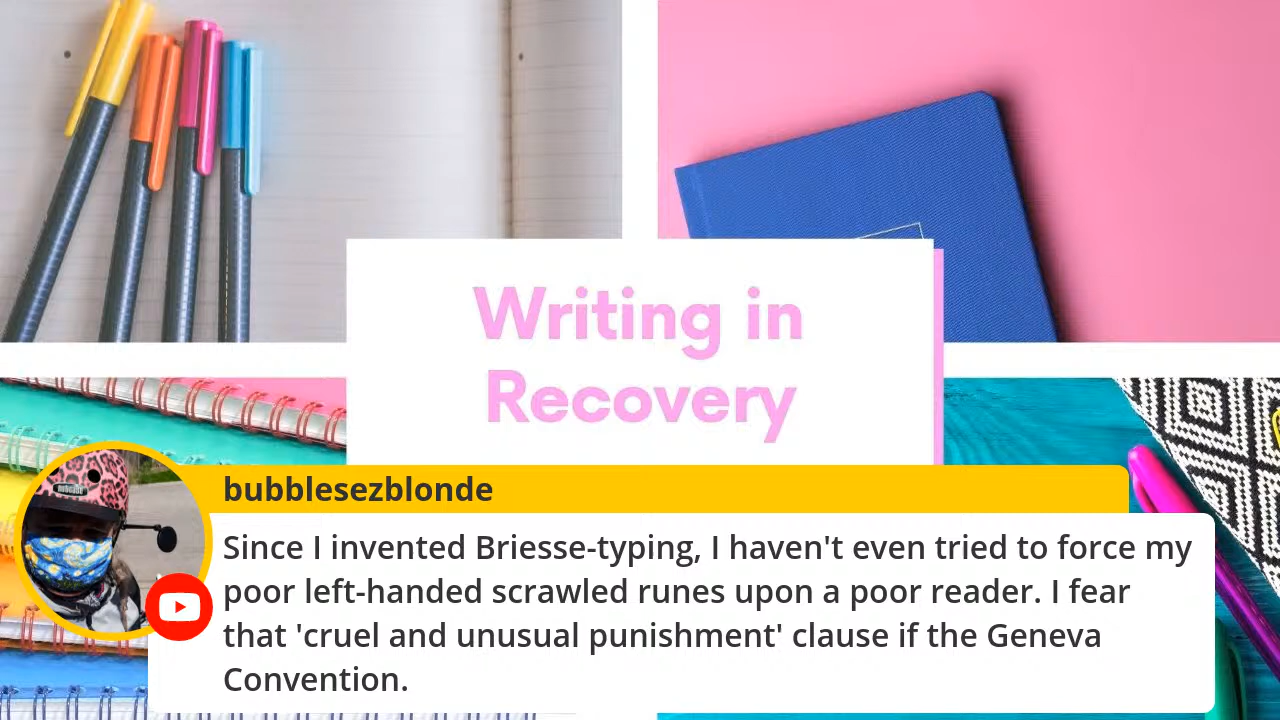 Writing in
Recovery
bubblesezblonde
Since I invented Briesse-typing, I haven't even tried to force my
poor left-handed scrawled runes upon a poor reader. I fear
that 'cruel and unusual punishment' clause if the Geneva
Convention.